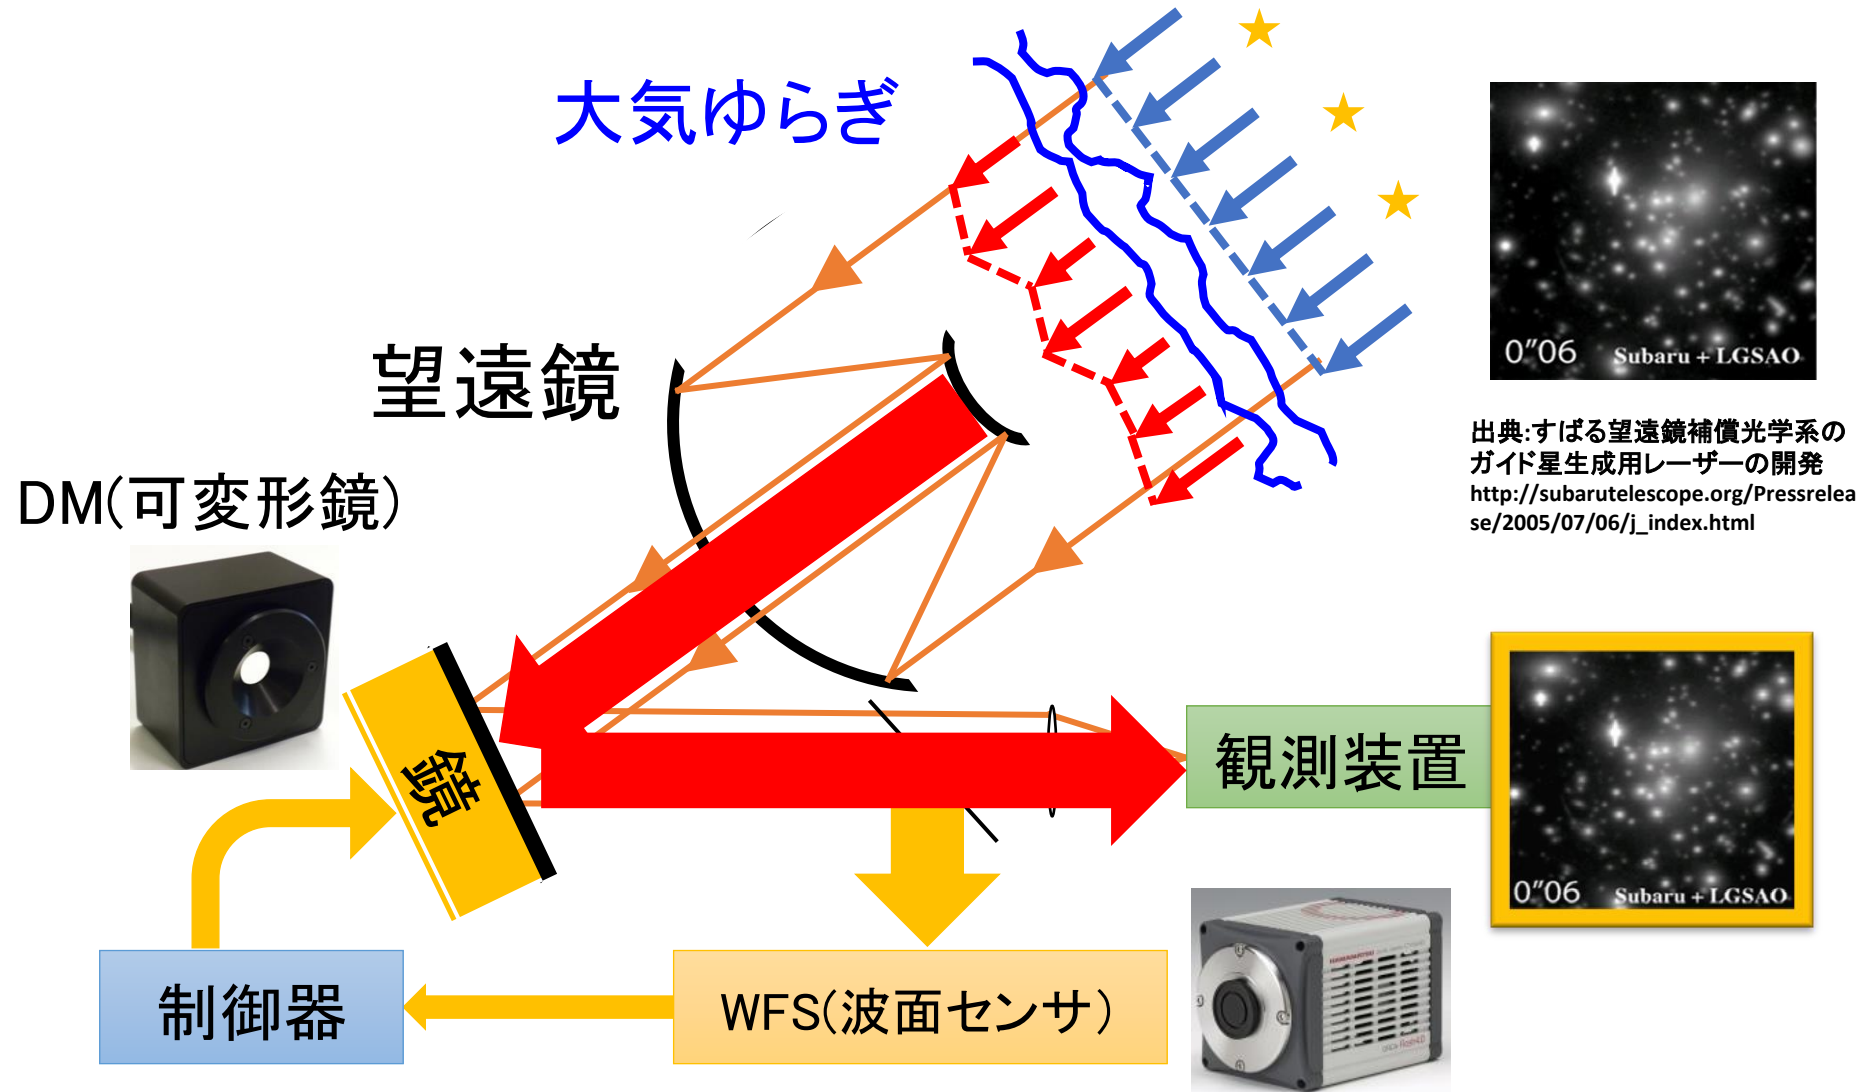 大気ゆらぎ
0"06 Subaru + LGSAO
望遠鏡
出典:すばる望遠鏡補償光学系の
ガイド星生成用レーザーの開発
http://subarutelescope.org/Pressrelea
se/2005/07/06/j_index.html
DM(可変形鏡)
鏡
観測装置
0"06 Subaru + LGSAO
制御器
WFS(波面センサ)
HAMAMATSU